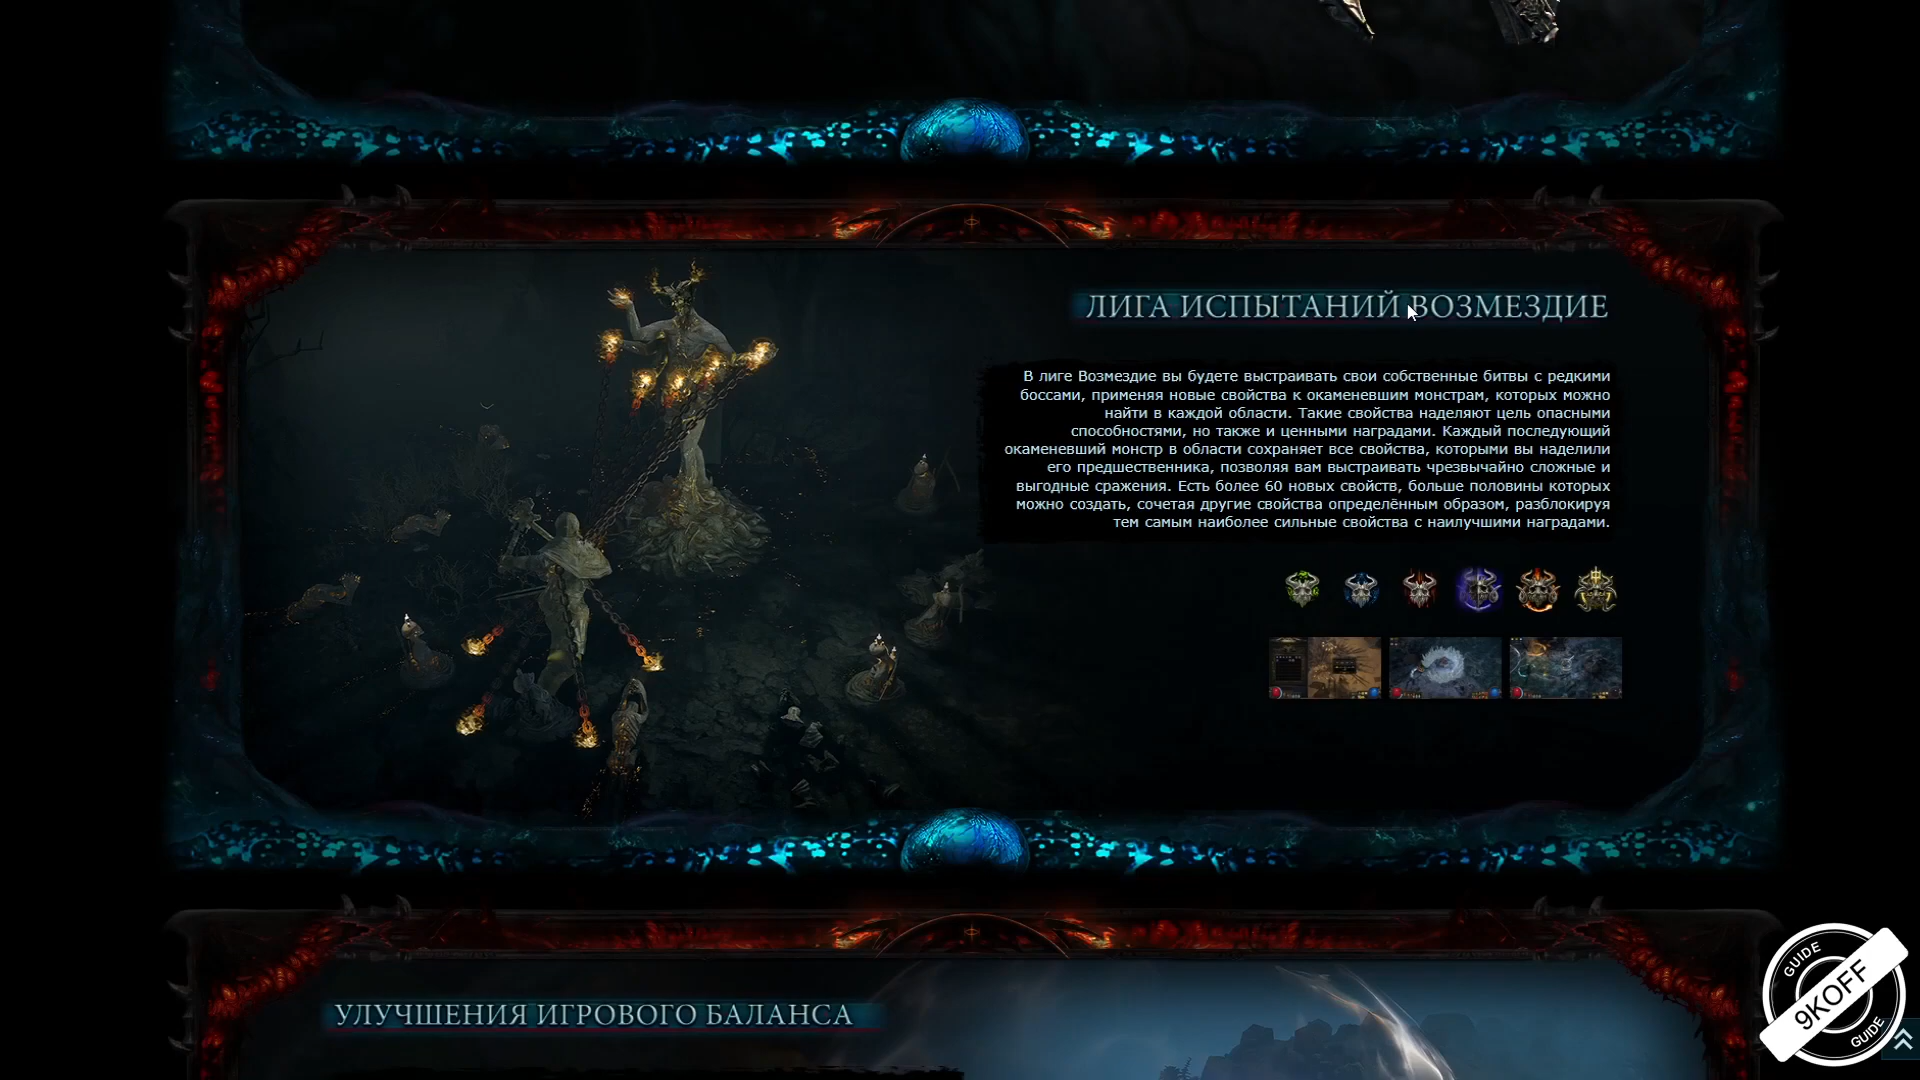 ЛИГА ИСПЫТАНИЙ ВОЗМЕЗДИЕ
В лиге Возмездие вы будете выстраивать свои собственные битвы с редкими
боссами, применяя новые свойства к окаменевшим монстрам, которых можно
найти в каждой области. Такие свойства наделяют цель опасными
способностями, но также и ценными наградами. Каждый последующий
окаменевший монстр в области сохраняет все свойства, которыми вы наделили
его предшественника, позволяя вам выстраивать чрезвычайно сложные и
выгодные сражения. Есть более 60 новых свойств, больше половины которых
можно создать, сочетая другие свойства определённым образом, разблокируя
тем самым наиболее сильные свойства с наилучшими наградами.
УЛУЧШЕНИЯ ИГРОВОГО БАЛАНСА
GUIDE
9KOFF
GUIDE